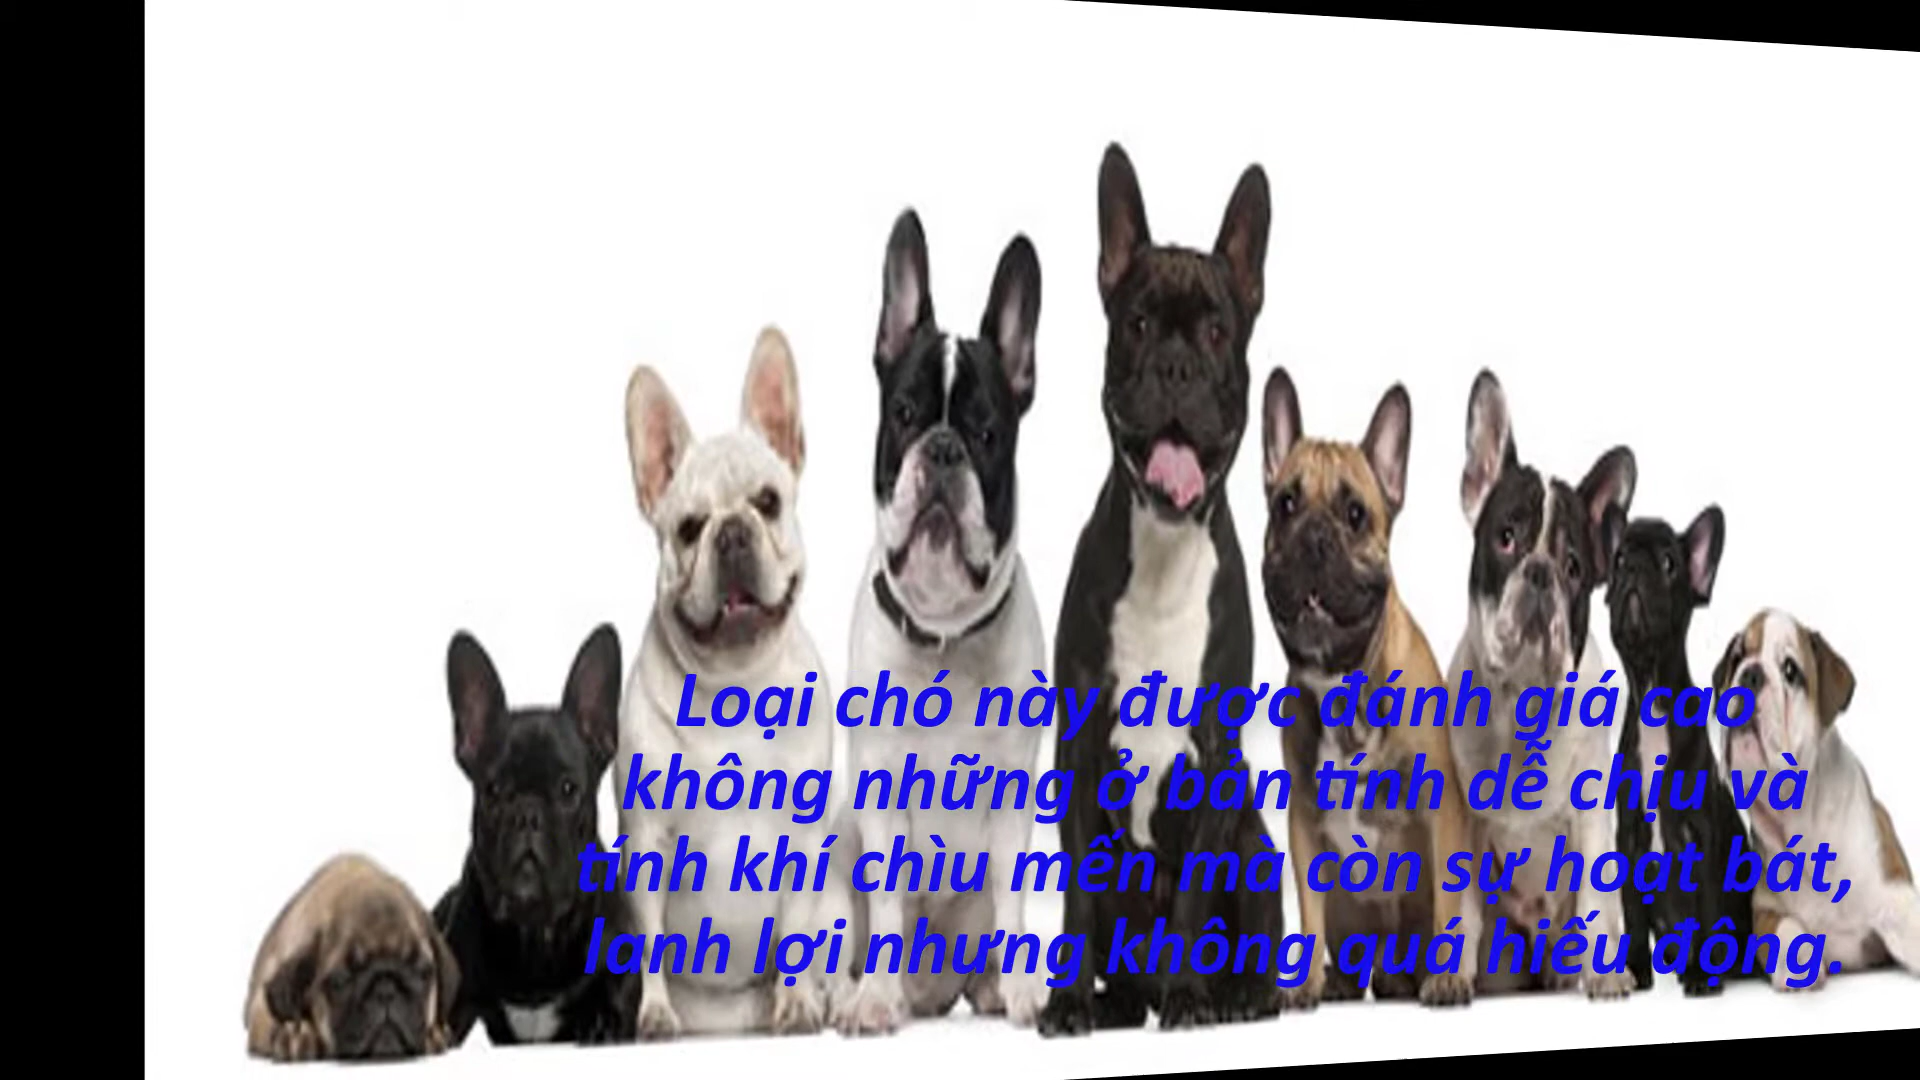 Loại chó này được đánh giá cao
không những ở bản tính dễ chịu và
tính khí chìu mến mà còn sự hoạt bát,
lanh lợi nhưng không quá hiếu động.